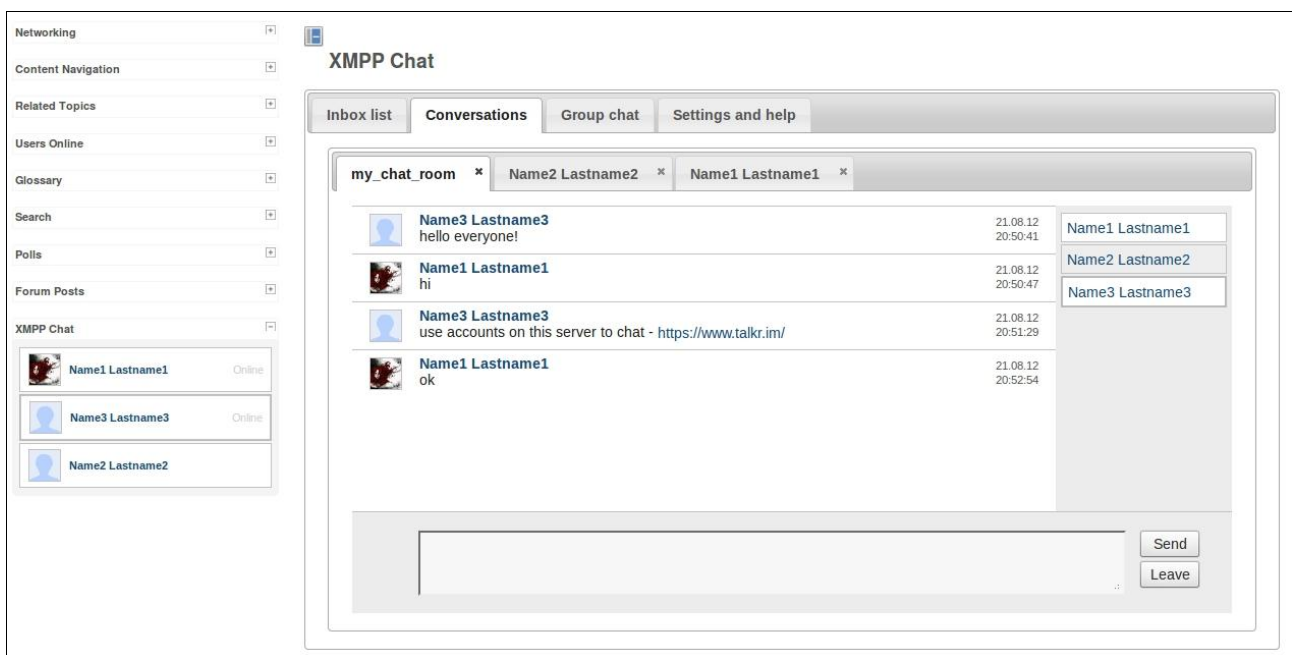 Networking
Content Navigation
Related Topics
Users Online
Glossary
Search
Polls
Forum Posts
XMPP Chat
Name1 Lastname1 Online
Name3 Lastname3 Online
Name2 Lastname2
XMPP Chat
Inbox list Conversations Group chat Settings and help
my_chat_room × Name2 Lastname2 × Name1 Lastname1 ×
Name3 Lastname3 21.08.12
hello everyone! 20:50:41
Name1 Lastname1 21.08.12
hi 20:50:47
Name3 Lastname3 21.08.12
use accounts on this server to chat - https://www.talkr.im/ 20:51:29
Name1 Lastname1 21.08.12
ok 20:52:54
Name1 Lastname1
Name2 Lastname2
Name3 Lastname3
Send
Leave